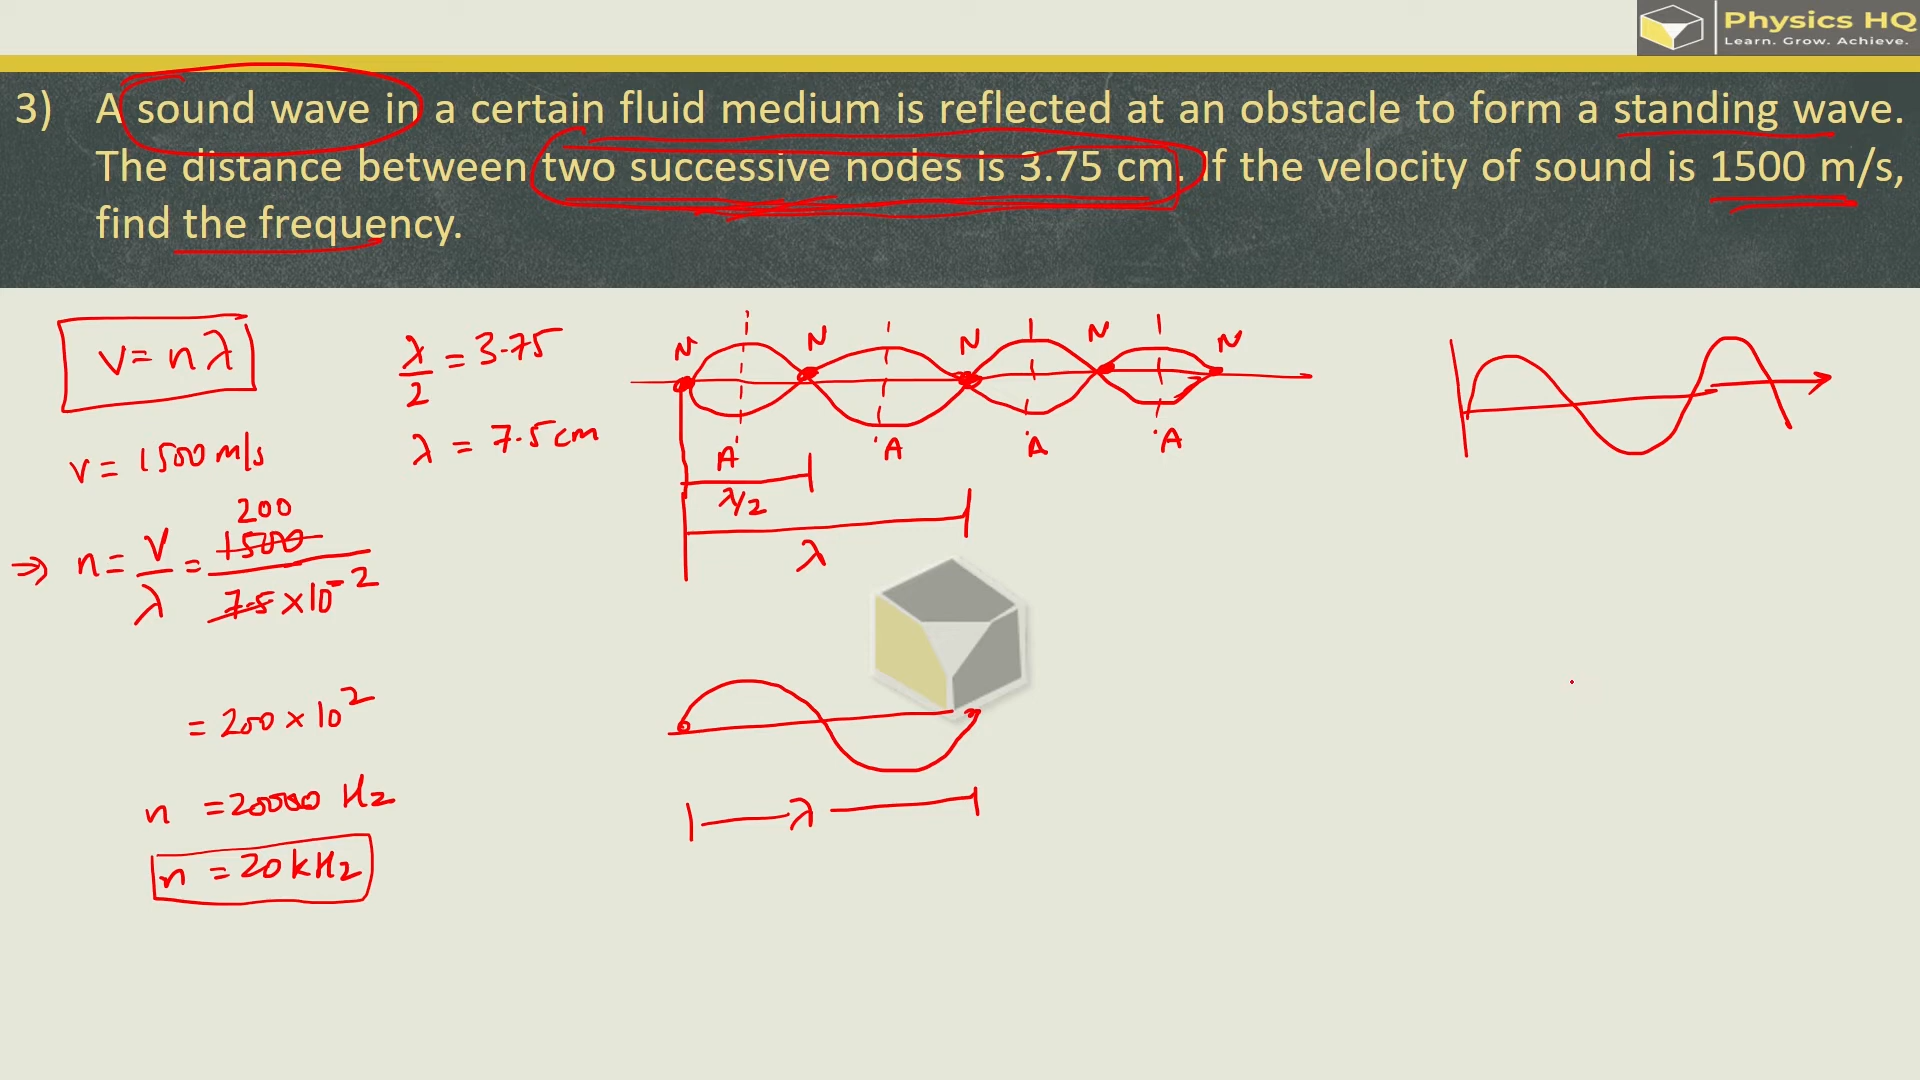 Physics HQ
Learn. Grow. Achieve.
3) A sound wave in a certain fluid medium is reflected at an obstacle to form a standing wave.
The distance between two successive nodes is 3.75 cm. If the velocity of sound is 1500 m/s,
find the frequency.
v = nλ
v = 1500 m/s
200
⇒ n = V/λ = 1500/7.5 × 10⁻²
= 200 × 10²
n = 20000 Hz
n = 20 kHz
λ/2 = 3.75
λ = 7.5 cm
N N N N N
A A A A
λ/2
λ
λ